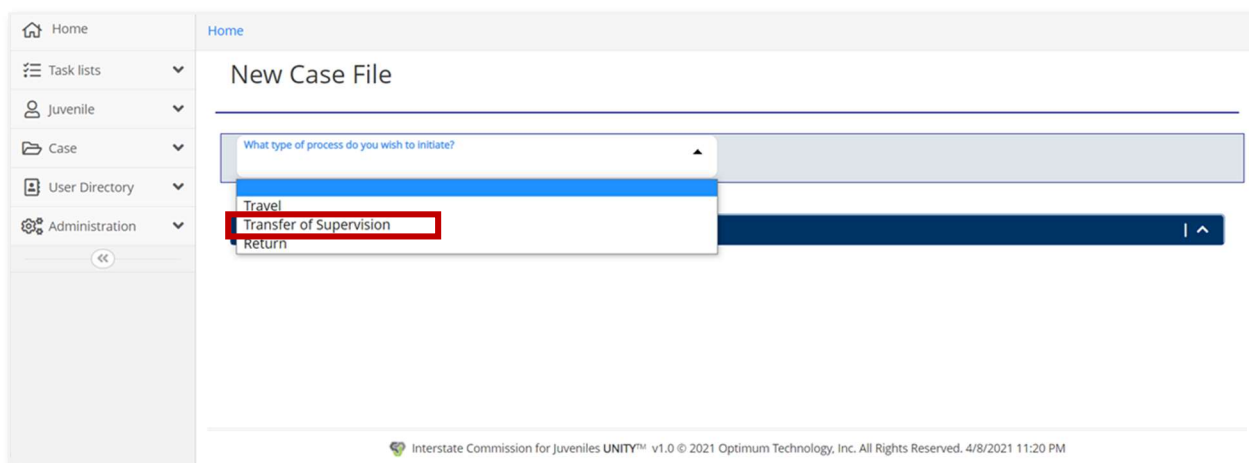 Home
Task lists
Juvenile
Case
User Directory
Administration
Home
New Case File
What type of process do you wish to initiate?
Travel
Transfer of Supervision
Return
Interstate Commission for Juveniles UNITY™ v1.0 © 2021 Optimum Technology, Inc. All Rights Reserved. 4/8/2021 11:20 PM